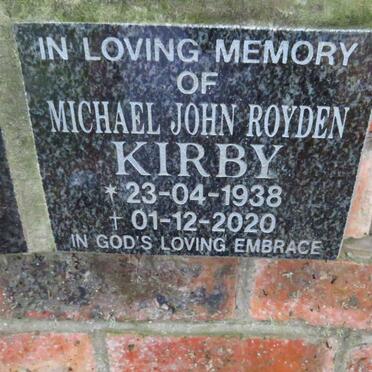 IN LOVING MEMORY
OF
MICHAEL JOHN ROYDEN
KIRBY
* 23-04-1938
† 01-12-2020
IN GOD'S LOVING EMBRACE